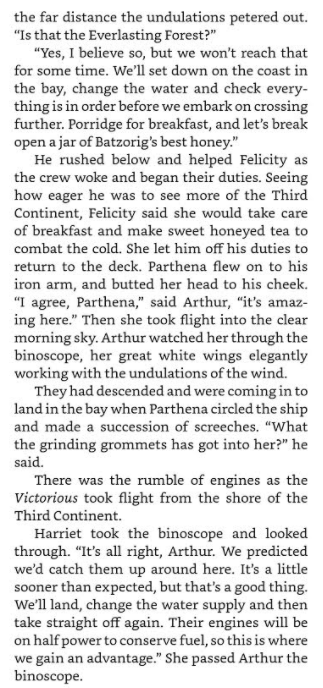 the far distance the undulations petered out.
“Is that the Everlasting Forest?”
“Yes, I believe so, but we won’t reach that
for some time. We’ll set down on the coast in
the bay, change the water and check every-
thing is in order before we embark on crossing
further. Porridge for breakfast, and let’s break
open a jar of Batzorig’s best honey.”
He rushed below and helped Felicity as
the crew woke and began their duties. Seeing
how eager he was to see more of the Third
Continent, Felicity said she would take care
of breakfast and make sweet honeyed tea to
combat the cold. She let him off his duties to
return to the deck. Parthena flew on to his
iron arm, and butted her head to his cheek.
“I agree, Parthena,” said Arthur, “it’s amaz-
ing here.” Then she took flight into the clear
morning sky. Arthur watched her through the
binoscope, her great white wings elegantly
working with the undulations of the wind.
They had descended and were coming in to
land in the bay when Parthena circled the ship
and made a succession of screeches. “What
the grinding grommets has got into her?” he
said.
There was the rumble of engines as the
Victorious took flight from the shore of the
Third Continent.
Harriet took the binoscope and looked
through. “It’s all right, Arthur. We predicted
we’d catch them up around here. It’s a little
sooner than expected, but that’s a good thing.
We’ll land, change the water supply and then
take straight off again. Their engines will be
on half power to conserve fuel, so this is where
we gain an advantage.” She passed Arthur the
binoscope.